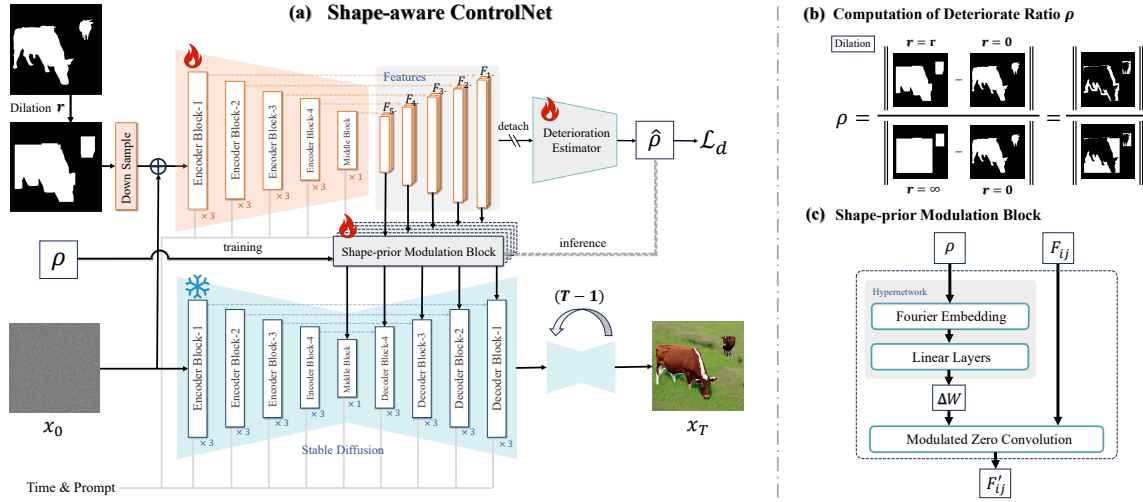 (a) Shape-aware ControlNet
Dilation r
Down Sample
Encoder Block-1
Encoder Block-2
Encoder Block-3
Encoder Block-4
Middle Block
× 3
× 3
× 3
× 3
× 1
Features
F₅.
F₄.
F₃.
F₂.
F₁.
detach
Deterioration
Estimator
ρ̂
ℒ_d
training
inference
ρ
Shape-prior Modulation Block
x₀
Encoder Block-1
Encoder Block-2
Encoder Block-3
Encoder Block-4
Middle Block
Decoder Block-4
Decoder Block-3
Decoder Block-2
Decoder Block-1
× 3
× 3
× 3
× 3
× 1
× 3
× 3
× 3
× 3
Stable Diffusion
(T − 1)
x_T
Time & Prompt
(b) Computation of Deteriorate Ratio ρ
Dilation
r = r
r = 0
ρ =
−
=
−
r = ∞
r = 0
(c) Shape-prior Modulation Block
ρ
F_ij
Hypernetwork
Fourier Embedding
Linear Layers
ΔW
Modulated Zero Convolution
F′_ij